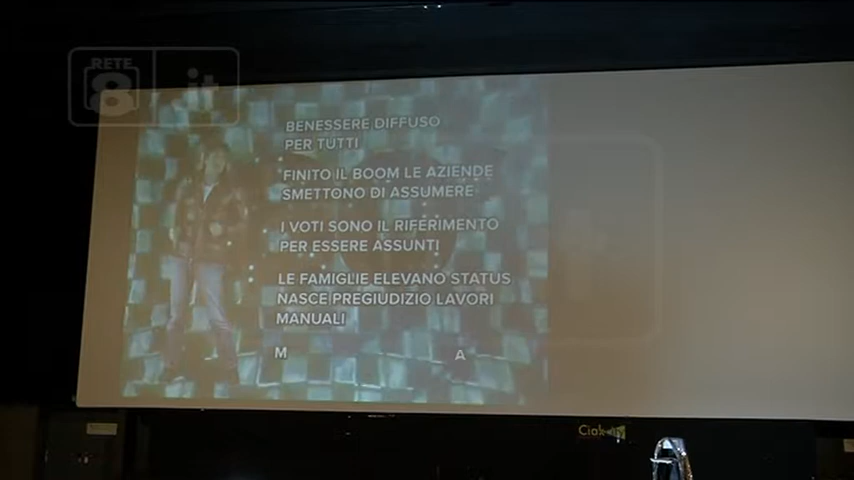 RETE
8
.it
BENESSERE DIFFUSO
PER TUTTI
FINITO IL BOOM LE AZIENDE
SMETTONO DI ASSUMERE
I VOTI SONO IL RIFERIMENTO
PER ESSERE ASSUNTI
LE FAMIGLIE ELEVANO STATUS
NASCE PREGIUDIZIO LAVORI
MANUALI
M A